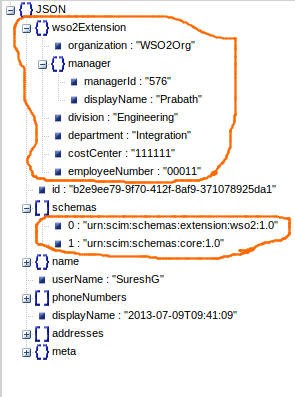 JSON
wso2Extension
organization : "WSO2Org"
manager
managerId : "576"
displayName : "Prabath"
division : "Engineering"
department : "Integration"
costCenter : "111111"
employeeNumber : "00011"
id : "b2e9ee79-9f70-412f-8af9-371078925da1"
schemas
0 : "urn:scim:schemas:extension:wso2:1.0"
1 : "urn:scim:schemas:core:1.0"
name
userName : "SureshG"
phoneNumbers
displayName : "2013-07-09T09:41:09"
addresses
meta